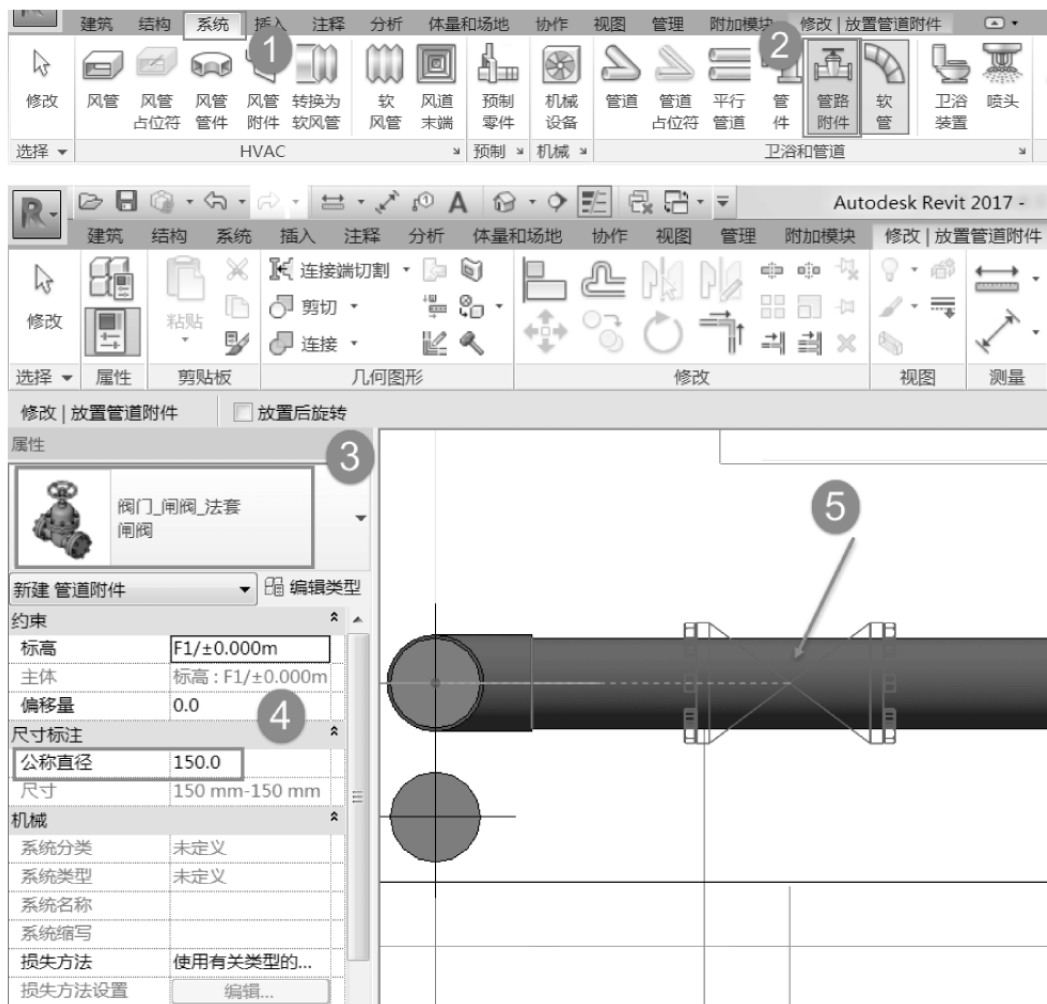 建筑 结构 系统 插入 注释 分析 体量和场地 协作 视图 管理 附加模块 修改 | 放置管道附件
1 2
修改 风管 风管 风管 风管 转换为 软 风道 预制 机械 管道 管道 平行 管 管路 软 卫浴 喷头
占位符 管件 附件 软风管 风管 末端 零件 设备 占位符 管道 件 附件 管 装置
选择 HVAC 预制 机械 卫浴和管道
R Autodesk Revit 2017 -
建筑 结构 系统 插入 注释 分析 体量和场地 协作 视图 管理 附加模块 修改 | 放置管道附件
连接端切割
修改 粘贴 剪切
连接
选择 属性 剪贴板 几何图形 修改 视图 测量
修改 | 放置管道附件 放置后旋转
属性
3
阀门_闸阀_法套
闸阀
5
新建 管道附件 编辑类型
约束
标高 F1/±0.000m
主体 标高 : F1/±0.000m
偏移量 0.0
4
尺寸标注
公称直径 150.0
尺寸 150 mm-150 mm
机械
系统分类 未定义
系统类型 未定义
系统名称
系统缩写
损失方法 使用有关类型的...
损失方法设置 编辑...